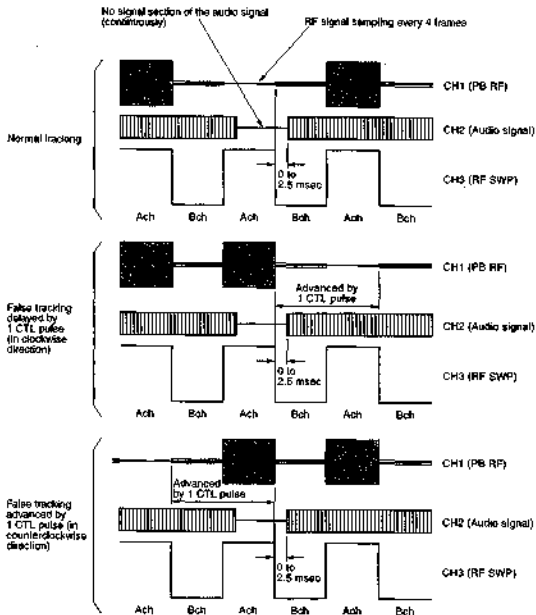 No signal section of the audio signal
(continuously)
RF signal sampling every 4 frames
CH1 (PB RF)
Normal tracking
CH2 (Audio signal)
0 to
2.5 msec
CH3 (RF SWP)
Ach
Bch
Ach
Bch
Ach
Bch
CH1 (PB RF)
Advanced by
1 CTL pulse
False tracking
delayed by
1 CTL pulse
(in clockwise
direction)
CH2 (Audio signal)
0 to
2.5 msec
CH3 (RF SWP)
Ach
Bch
Ach
Bch
Ach
Bch
CH1 (PB RF)
Advanced
by 1 CTL pulse
False tracking
advanced by
1 CTL pulse (in
counterclockwise
direction)
CH2 (Audio signal)
0 to
2.5 msec
CH3 (RF SWP)
Ach
Bch
Ach
Bch
Ach
Bch